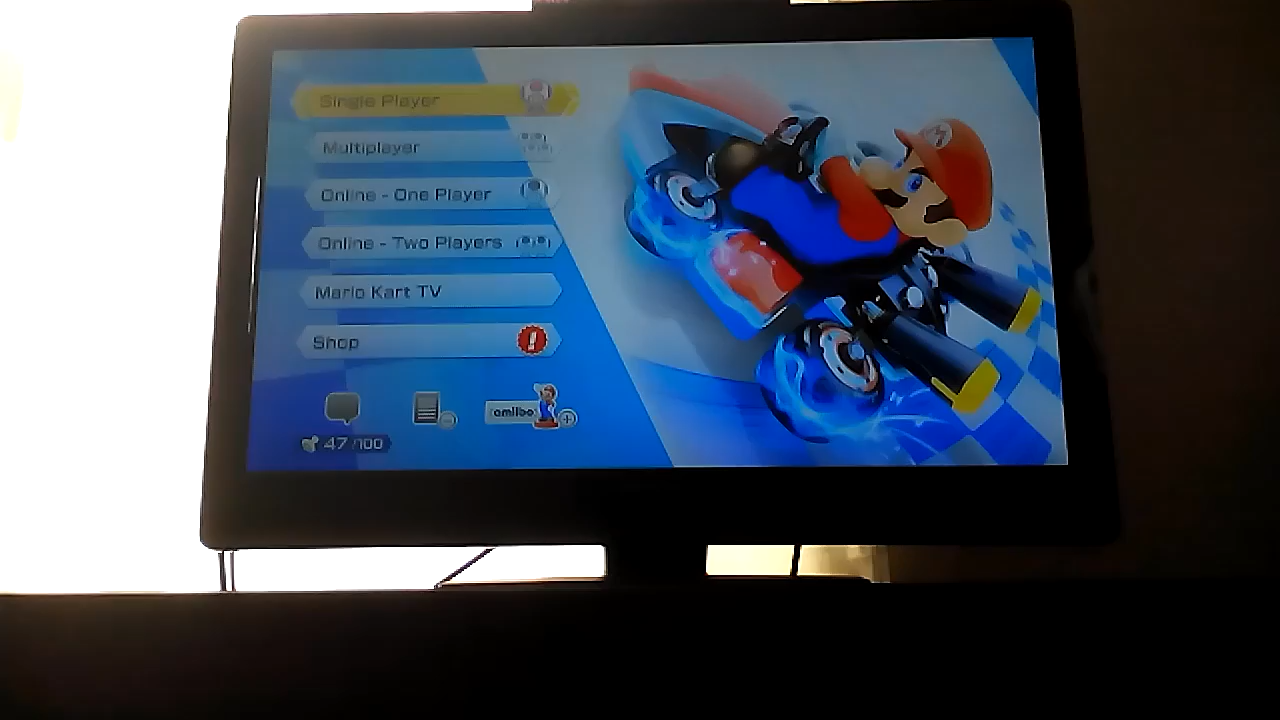 Single Player
Multiplayer
Online - One Player
Online - Two Players
Mario Kart TV
Shop
!
amiibo
47/100
M